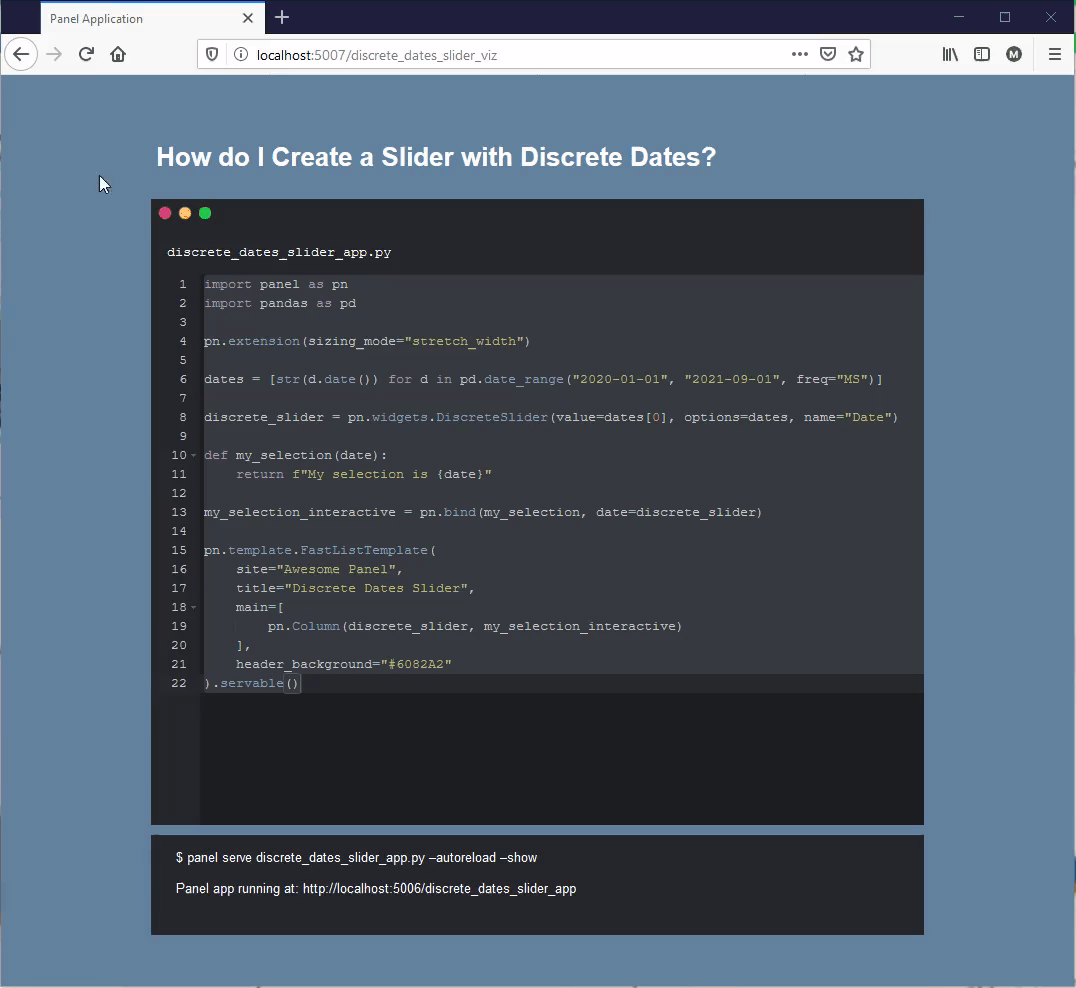 Panel Application
localhost:5007/discrete_dates_slider_viz
M
How do I Create a Slider with Discrete Dates?
discrete_dates_slider_app.py
1 import panel as pn
2 import pandas as pd
3
4 pn.extension(sizing_mode="stretch_width")
5
6 dates = [str(d.date()) for d in pd.date_range("2020-01-01", "2021-09-01", freq="MS")]
7
8 discrete_slider = pn.widgets.DiscreteSlider(value=dates[0], options=dates, name="Date")
9
10 def my_selection(date):
11     return f"My selection is {date}"
12
13 my_selection_interactive = pn.bind(my_selection, date=discrete_slider)
14
15 pn.template.FastListTemplate(
16     site="Awesome Panel",
17     title="Discrete Dates Slider",
18     main=[
19         pn.Column(discrete_slider, my_selection_interactive)
20     ],
21     header_background="#6082A2"
22 ).servable()
$ panel serve discrete_dates_slider_app.py –autoreload –show
Panel app running at: http://localhost:5006/discrete_dates_slider_app